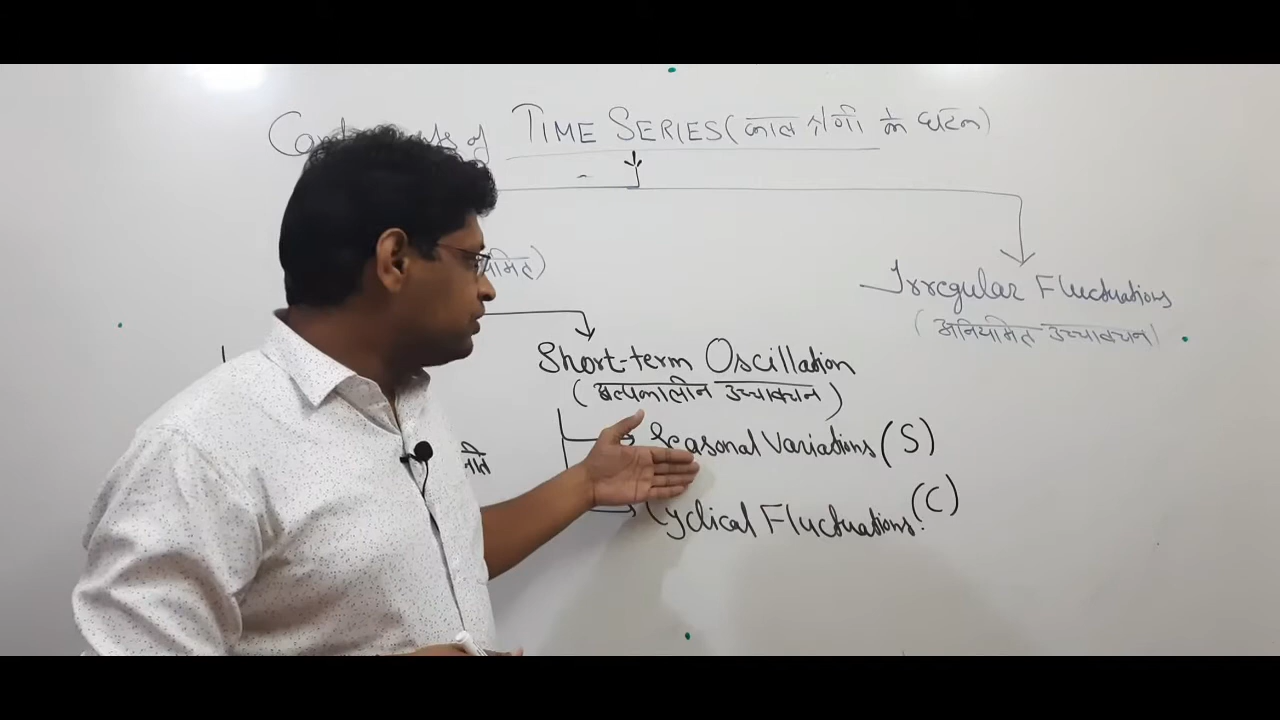 of TIME SERIES (काल श्रेणी के घटक)
Irregular Fluctuations
(अनियमित उच्चावचन)
Short-term Oscillation
(अल्पकालीन उच्चावचन)
Seasonal Variations (S)
Cyclical Fluctuations. (C)